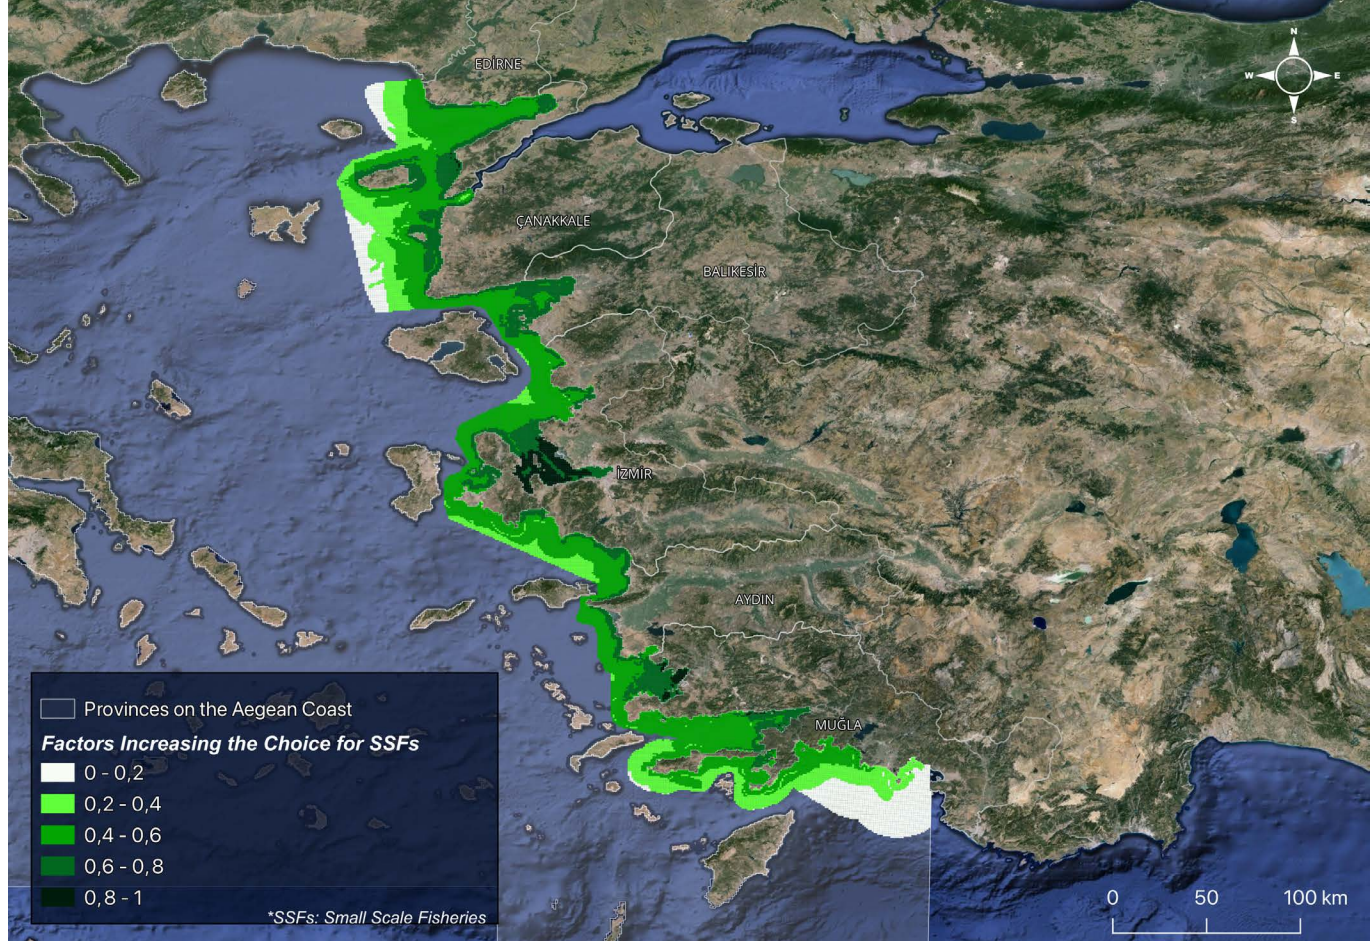 N
W E
S
EDİRNE
ÇANAKKALE
BALIKESİR
İZMİR
AYDIN
MUĞLA
Provinces on the Aegean Coast
Factors Increasing the Choice for SSFs
0 - 0,2
0,2 - 0,4
0,4 - 0,6
0,6 - 0,8
0,8 - 1
*SSFs: Small Scale Fisheries
0 50 100 km